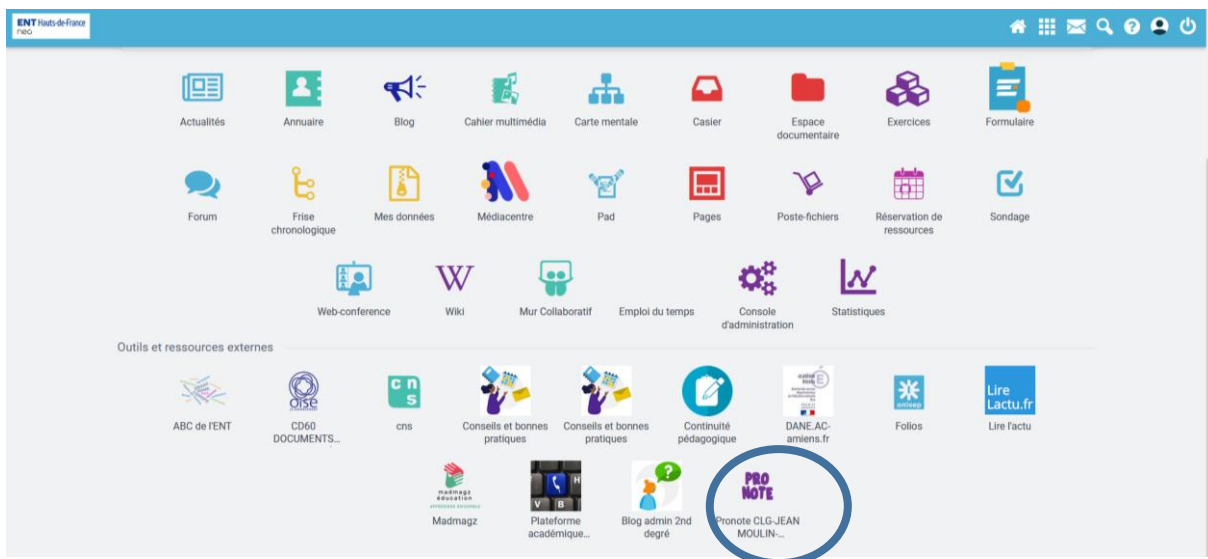 ENT Hauts-de-France
neo
Actualités
Annuaire
Blog
Cahier multimédia
Carte mentale
Casier
Espace
documentaire
Exercices
Formulaire
Forum
Frise
chronologique
Mes données
Médiacentre
Pad
Pages
Poste-fichiers
Réservation de
ressources
Sondage
W
Web-conference
Wiki
Mur Collaboratif
Emploi du temps
Console
d'administration
Statistiques
Outils et ressources externes
oise
c n
s
onisep
Lire
Lactu.fr
ABC de l'ENT
CD60
DOCUMENTS...
cns
Conseils et bonnes
pratiques
Conseils et bonnes
pratiques
Continuité
pédagogique
DANE.AC-
amiens.fr
Folios
Lire l'actu
madmagz
éducation
H
V B
?
PRO
NOTE
Madmagz
Plateforme
académique...
Blog admin 2nd
degré
Pronote CLG-JEAN
MOULIN-...